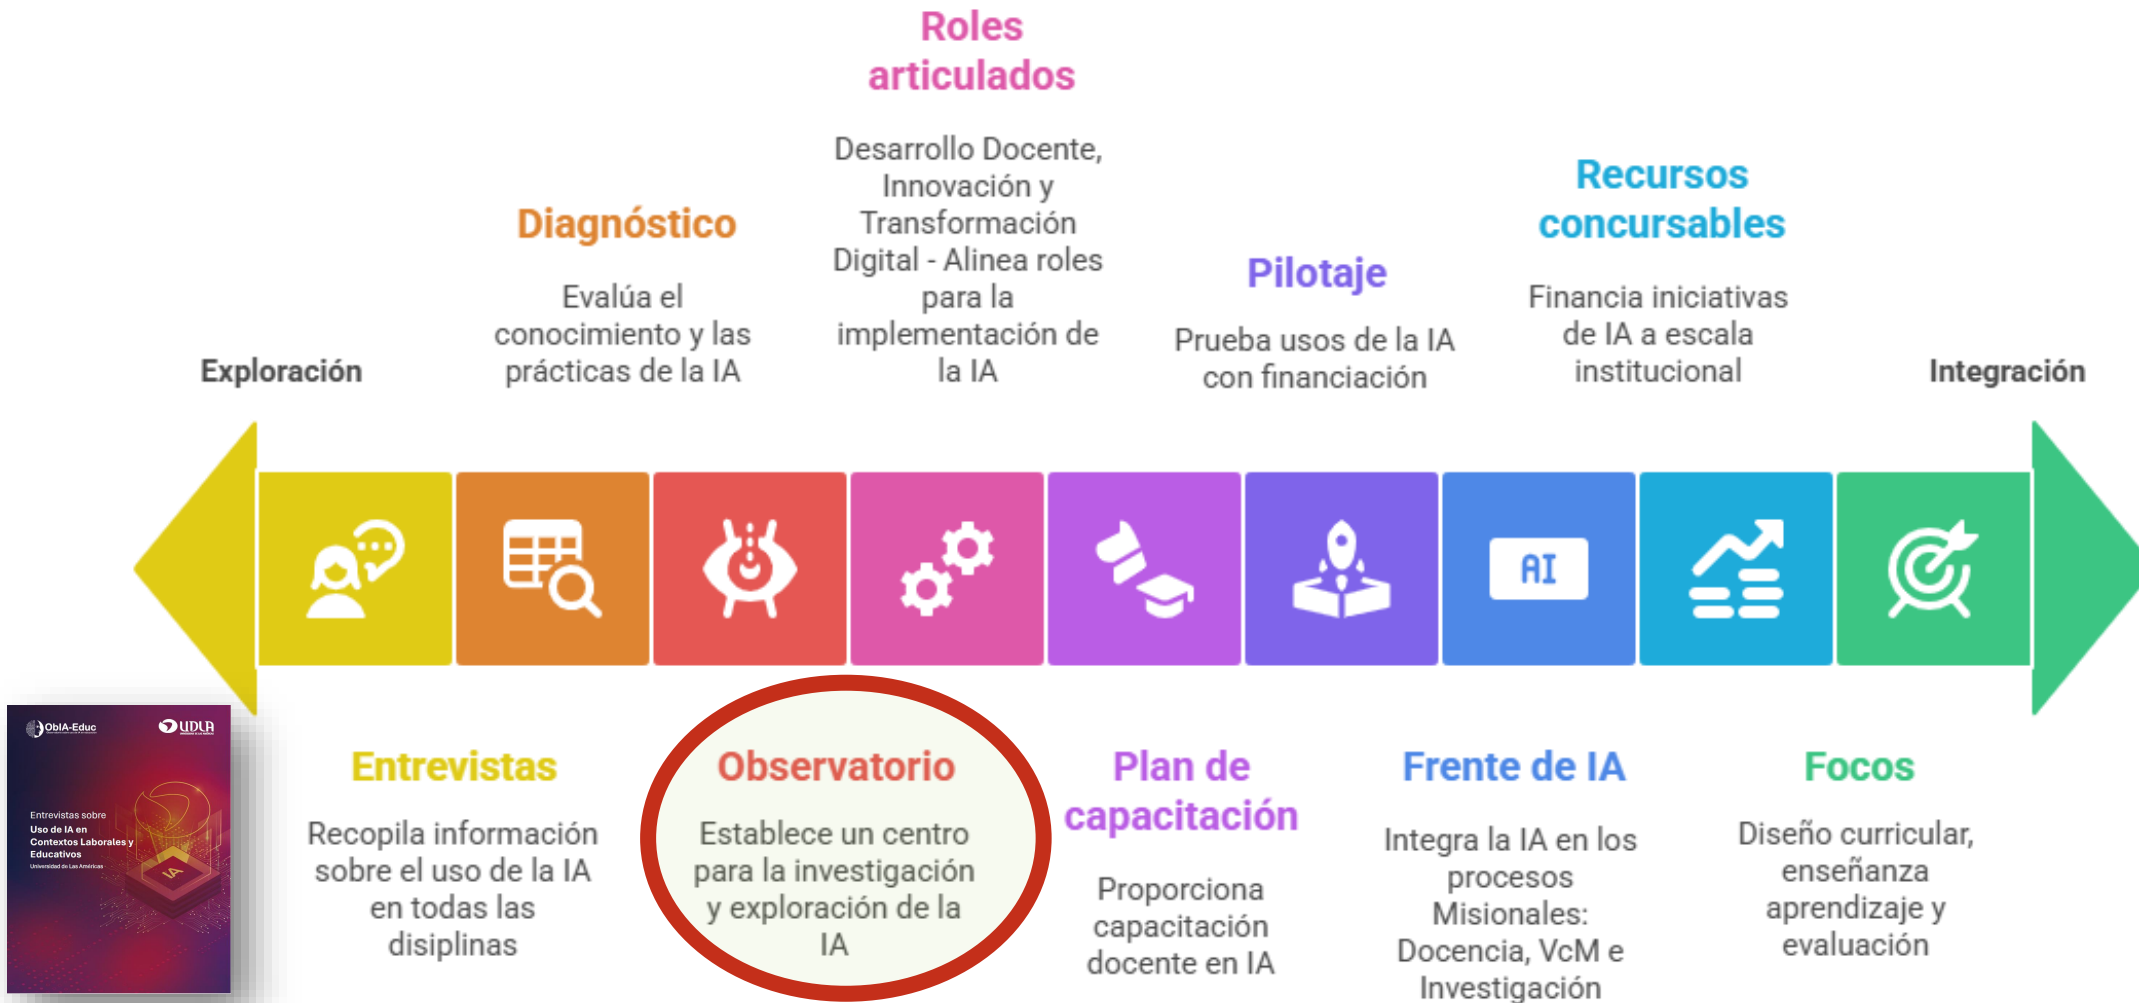 Roles
articulados
Desarrollo Docente,
Innovación y
Transformación
Digital - Alinea roles
para la
implementación de
la IA
Recursos
concursables
Financia iniciativas
de IA a escala
institucional
Diagnóstico
Evalúa el
conocimiento y las
prácticas de la IA
Pilotaje
Prueba usos de la IA
con financiación
Exploración
Integración
AI
Entrevistas
Recopila información
sobre el uso de la IA
en todas las
disiplinas
Observatorio
Establece un centro
para la investigación
y exploración de la
IA
Plan de
capacitación
Proporciona
capacitación
docente en IA
Frente de IA
Integra la IA en los
procesos
Misionales:
Docencia, VcM e
Investigación
Focos
Diseño curricular,
enseñanza
aprendizaje y
evaluación
ObIA-Educ
UDLA
Entrevistas sobre
Uso de IA en
Contextos Laborales y
Educativos
Universidad de Las Américas
IA